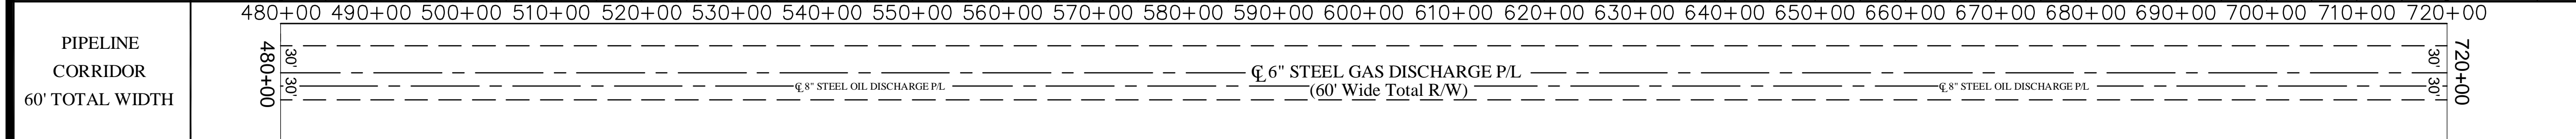 480+00 490+00 500+00 510+00 520+00 530+00 540+00 550+00 560+00 570+00 580+00 590+00 600+00 610+00 620+00 630+00 640+00 650+00 660+00 670+00 680+00 690+00 700+00 710+00 720+00
PIPELINE
CORRIDOR
60' TOTAL WIDTH
480+00
30'
30'
℄ 6" STEEL GAS DISCHARGE P/L
℄ 8" STEEL OIL DISCHARGE P/L
(60' Wide Total R/W)
℄ 8" STEEL OIL DISCHARGE P/L
30'
30'
720+00